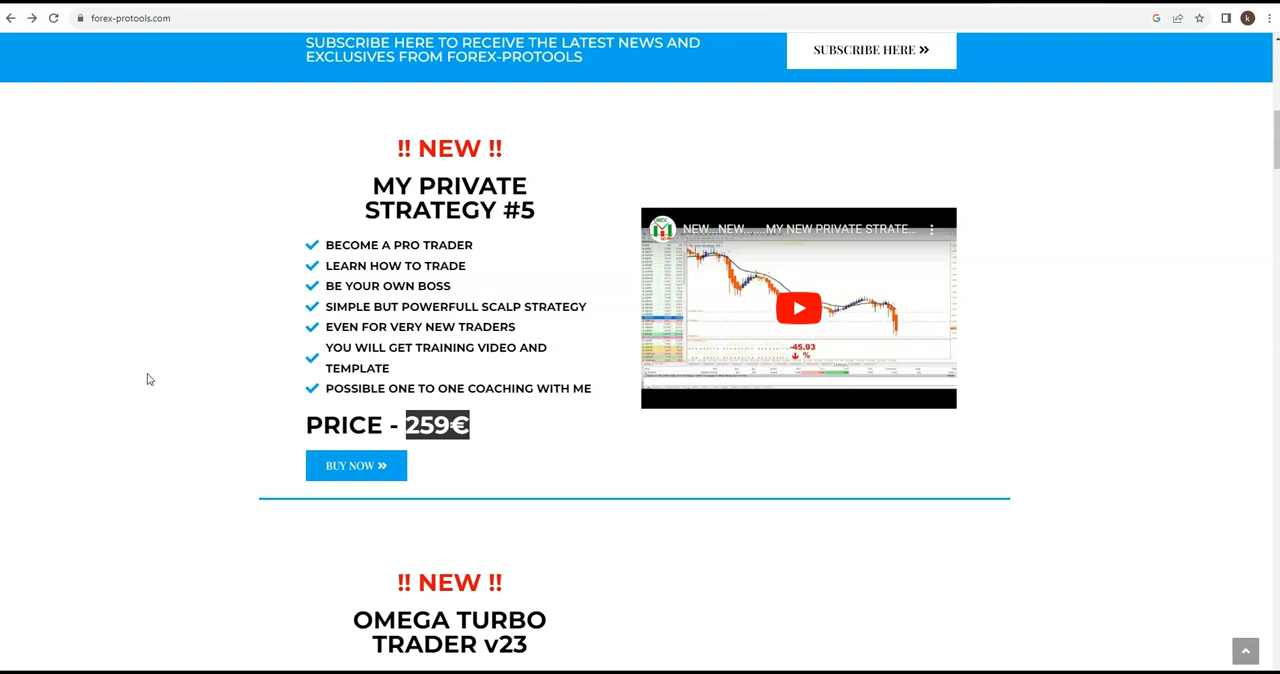 forex-protools.com
SUBSCRIBE HERE TO RECEIVE THE LATEST NEWS AND
EXCLUSIVES FROM FOREX-PROTOOLS
SUBSCRIBE HERE »
!! NEW !!
MY PRIVATE
STRATEGY #5
BECOME A PRO TRADER
LEARN HOW TO TRADE
BE YOUR OWN BOSS
SIMPLE BUT POWERFULL SCALP STRATEGY
EVEN FOR VERY NEW TRADERS
YOU WILL GET TRAINING VIDEO AND
TEMPLATE
POSSIBLE ONE TO ONE COACHING WITH ME
PRICE - 259€
BUY NOW »
NEW...NEW.......MY NEW PRIVATE STRATE...
-45.93
%
!! NEW !!
OMEGA TURBO
TRADER v23